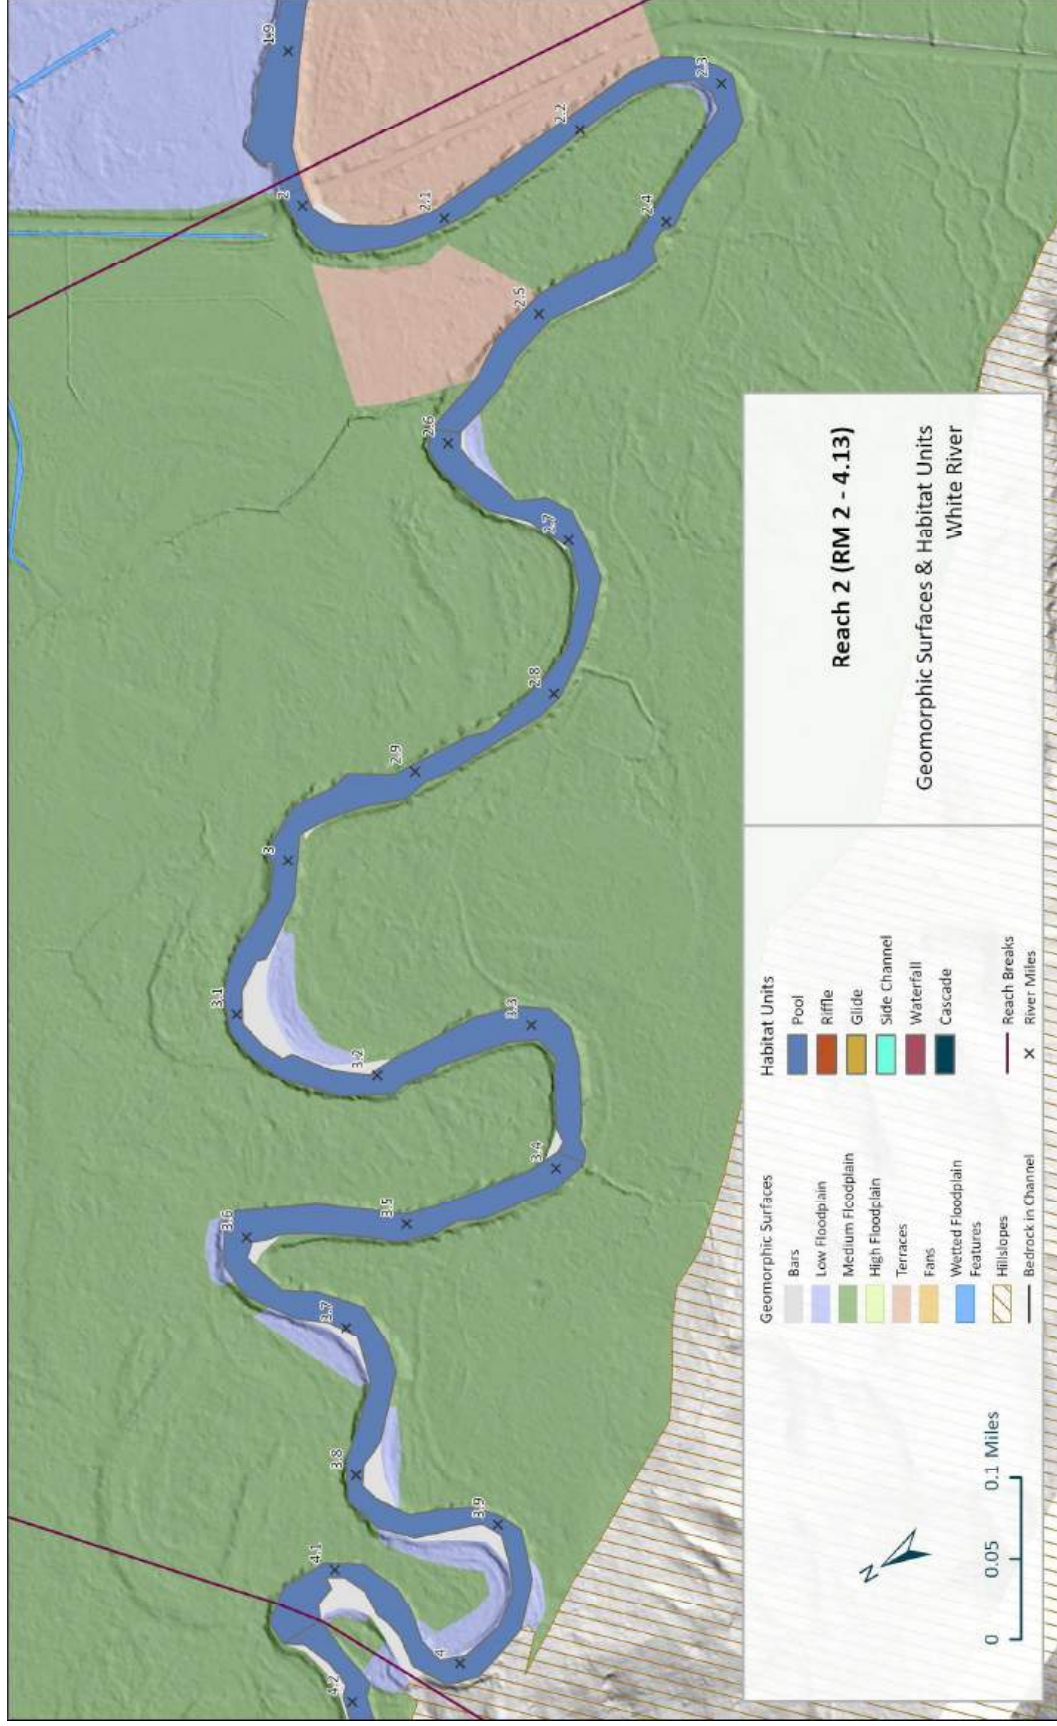 1.9
2
2.1
2.2
2.3
2.4
2.5
2.6
2.7
2.8
2.9
3
3.1
3.2
3.3
3.4
3.5
3.6
3.7
3.8
3.9
4
4.1
4.2
N
0 0.05 0.1 Miles
Geomorphic Surfaces
Bars
Low Floodplain
Medium Floodplain
High Floodplain
Terraces
Fans
Wetted Floodplain
Features
Hillslopes
Bedrock in Channel
Habitat Units
Pool
Riffle
Glide
Side Channel
Waterfall
Cascade
Reach Breaks
River Miles
Reach 2 (RM 2 - 4.13)
Geomorphic Surfaces & Habitat Units
White River